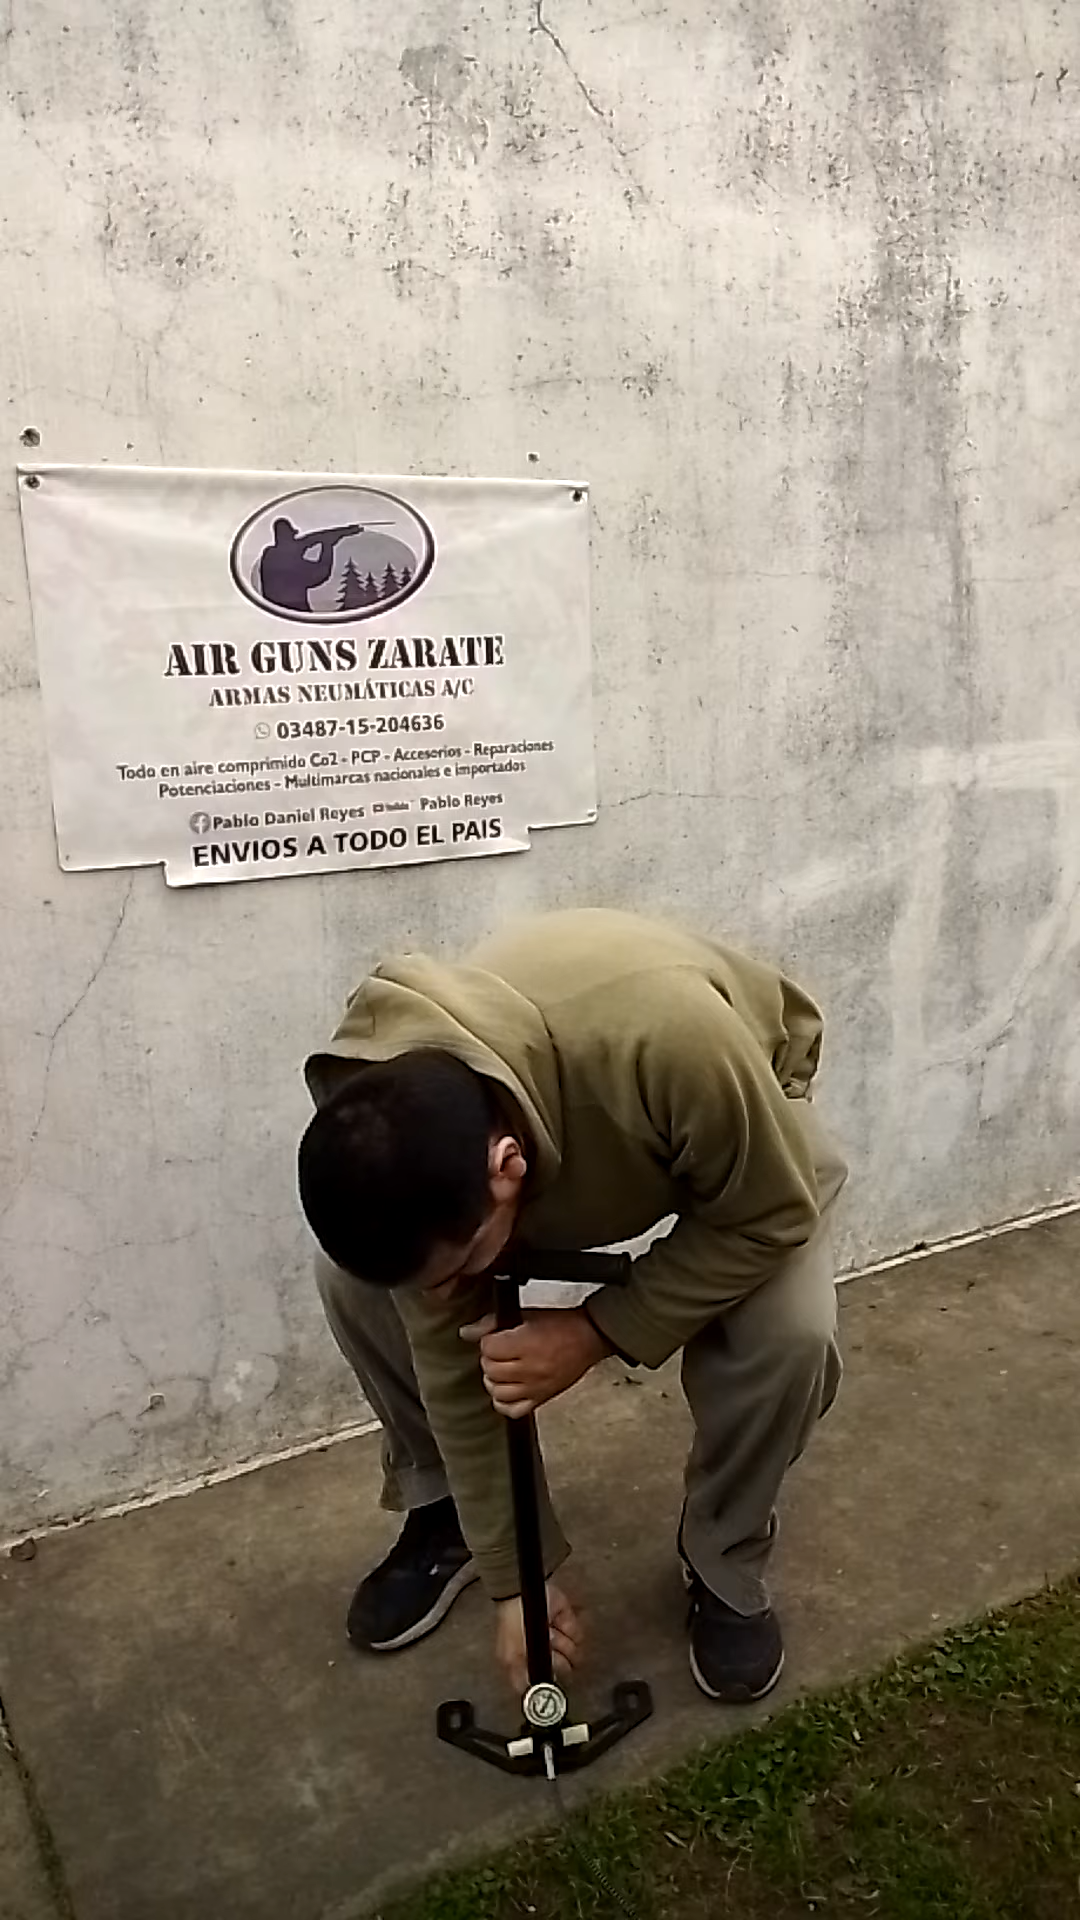 AIR GUNS ZARATE
ARMAS NEUMÁTICAS A/C
03487-15-204636
Todo en aire comprimido Co2 - PCP - Accesorios - Reparaciones
Potenciaciones - Multimarcas nacionales e importados
Pablo Daniel Reyes Pablo Reyes
ENVIOS A TODO EL PAIS